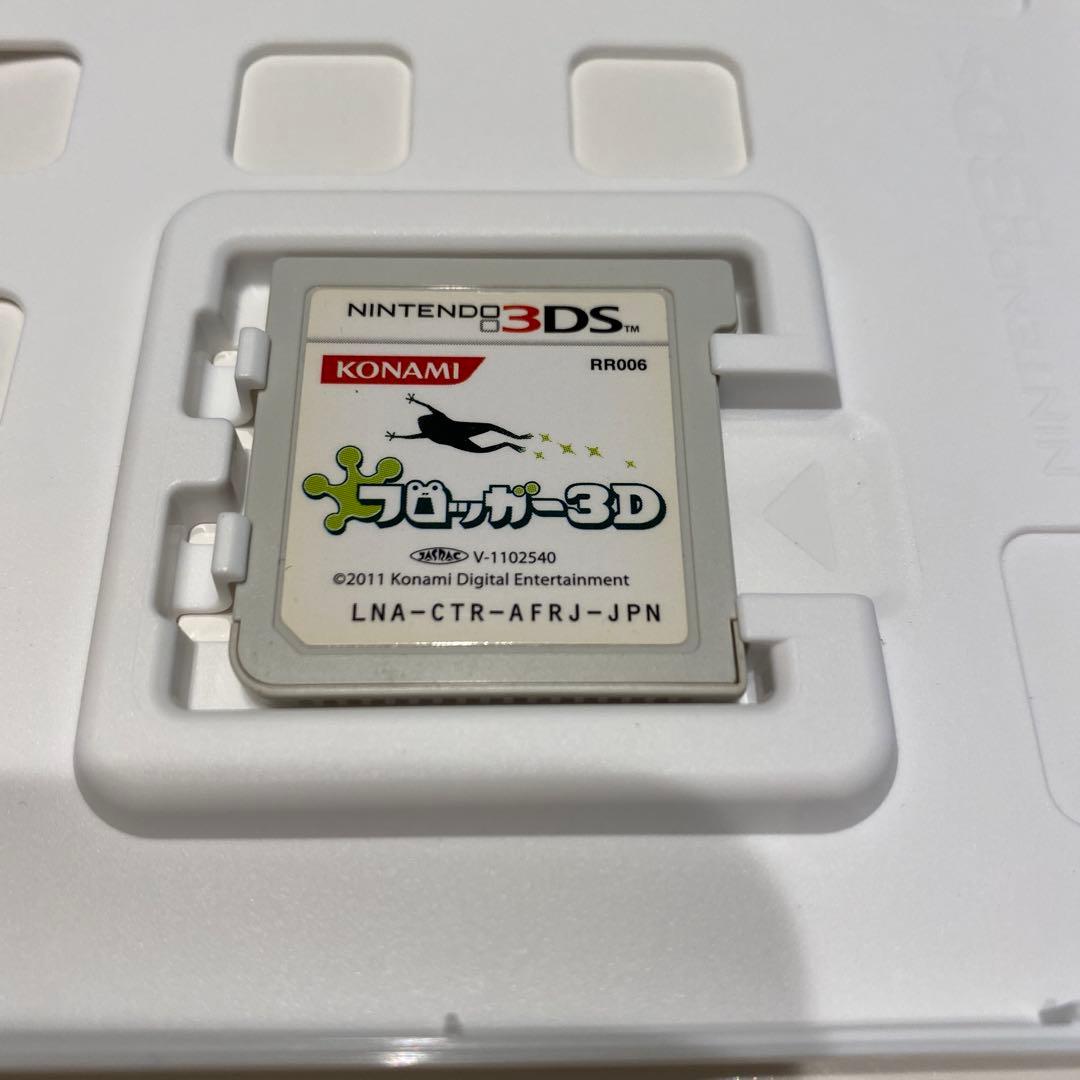 NINTENDO 3DS™
KONAMI
RR006
フロッガー3D
JASRAC V-1102540
©2011 Konami Digital Entertainment
LNA-CTR-AFRJ-JPN